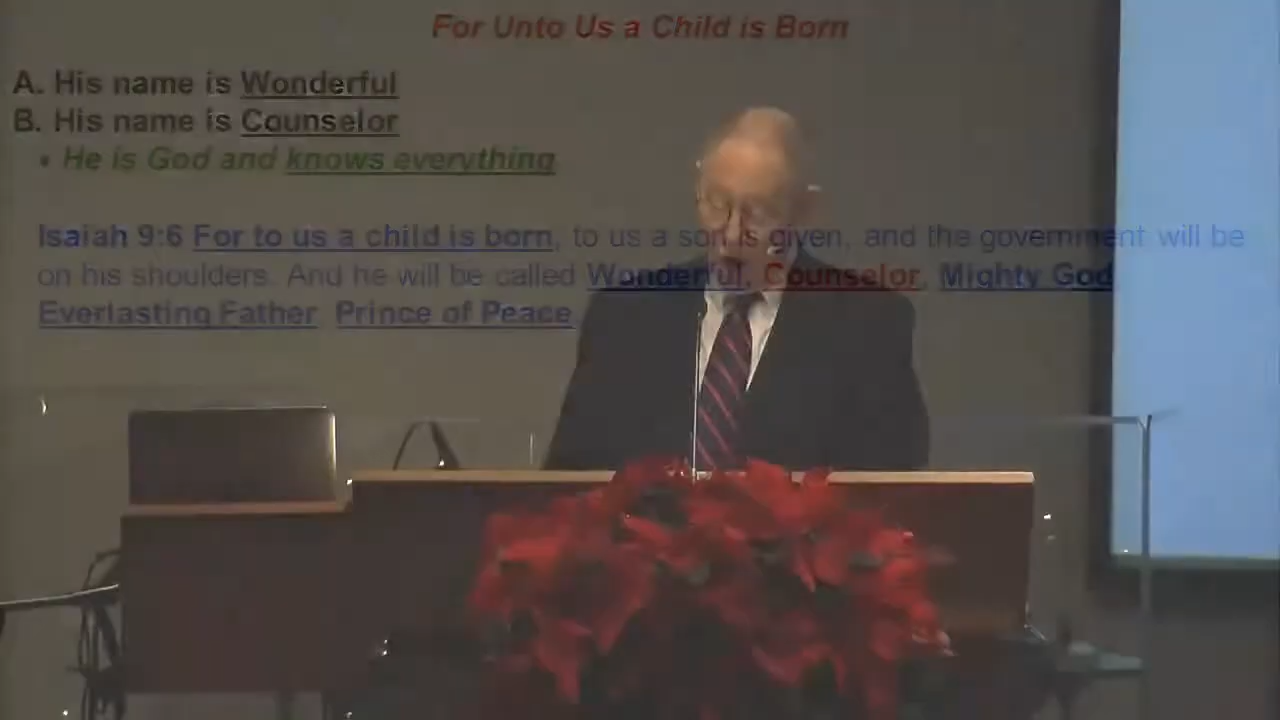 For Unto Us a Child is Born
A. His name is Wonderful
B. His name is Counselor
• He is God and knows everything
Isaiah 9:6 For to us a child is born, to us a son is given, and the government will be
on his shoulders. And he will be called Wonderful, Counselor, Mighty God
Everlasting Father Prince of Peace